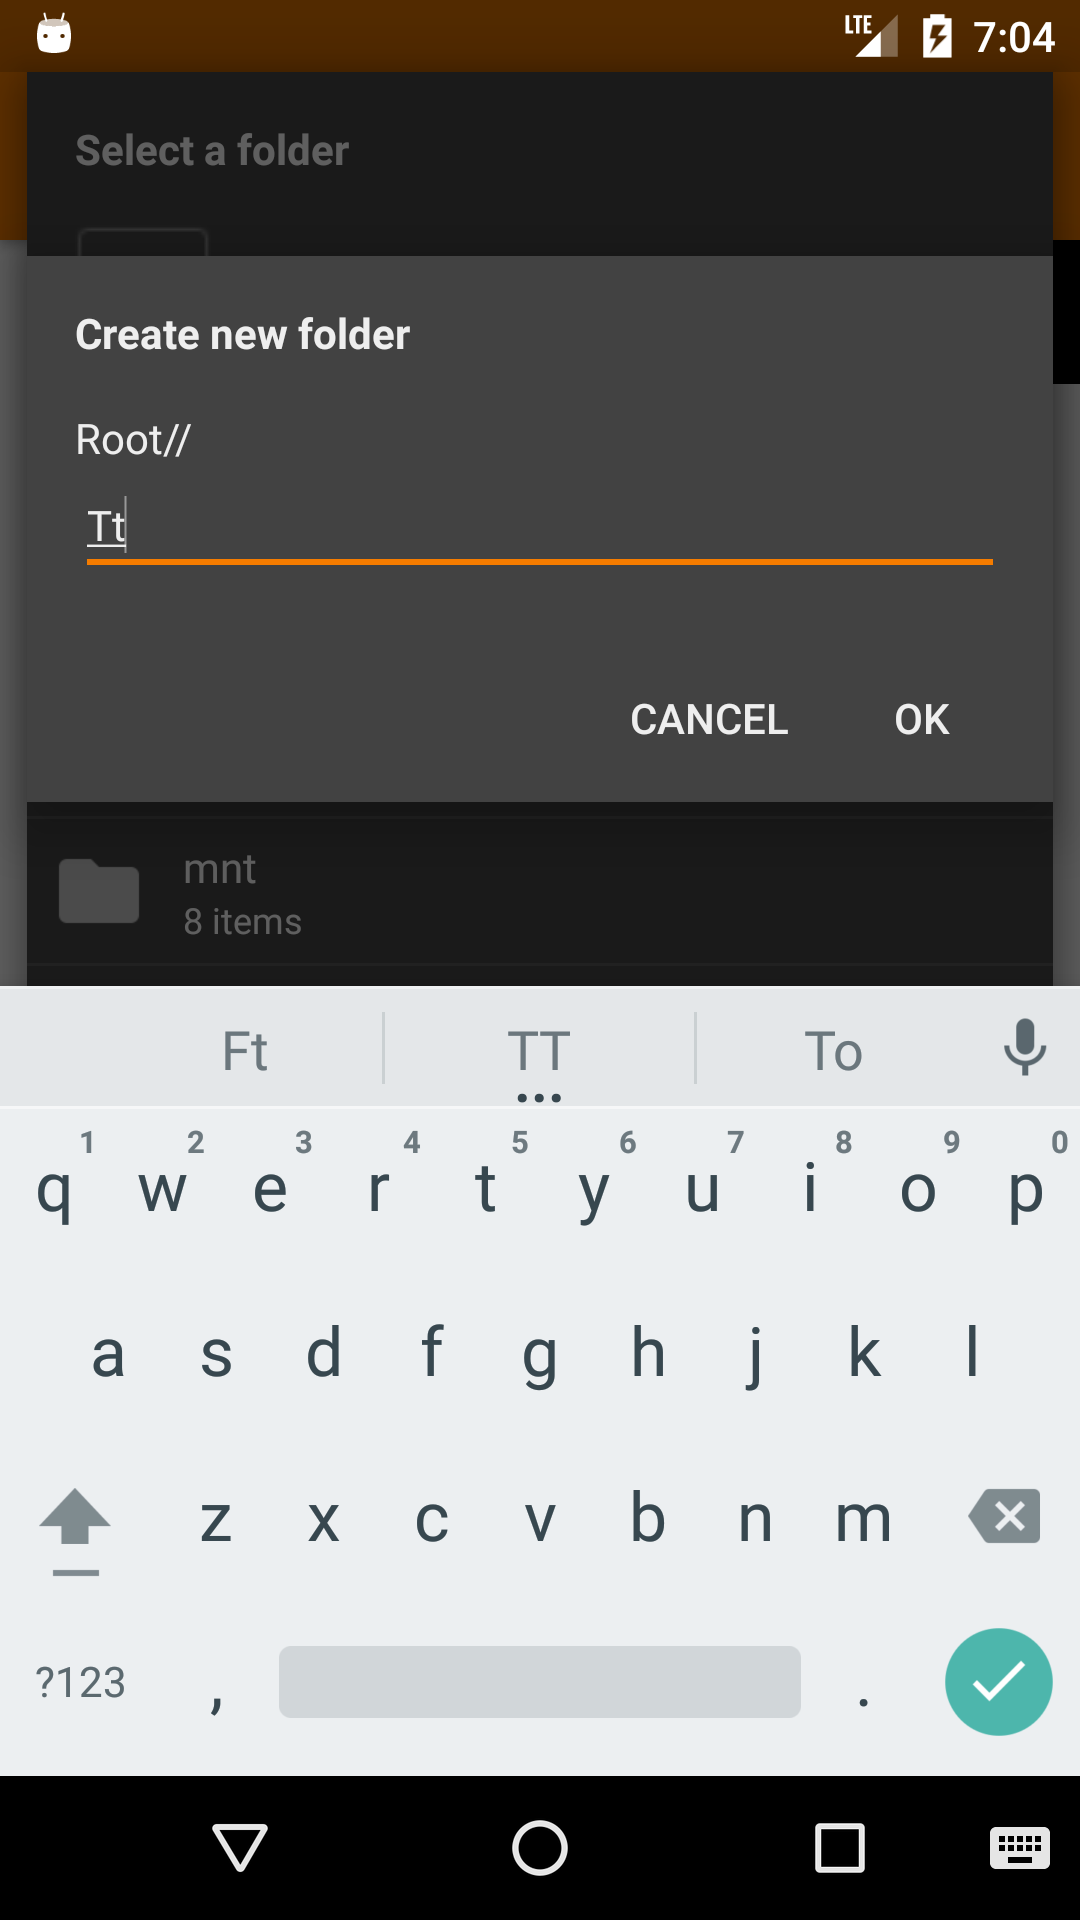 LTE 7:04
Select a folder
Create new folder
Root//
Tt
CANCEL OK
mnt
8 items
Ft TT To
1 2 3 4 5 6 7 8 9 0
q w e r t y u i o p
a s d f g h j k l
z x c v b n m
?123 , .